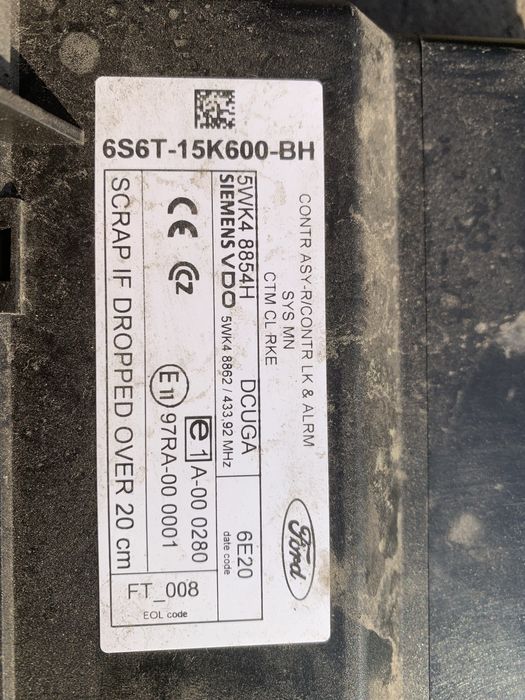 6S6T-15K600-BH
CONTR ASY-R/CONTR LK & ALRM
SYS MN
CTM CL RKE
Ford
5WK4 8854H
DCUGA
SIEMENS VDO 5WK4 8862 / 433,92 MHz
6E20
date code
CE CCZ
e1 A-00 0280
E11 97RA-00 0001
SCRAP IF DROPPED OVER 20 cm
FT_008
EOL code